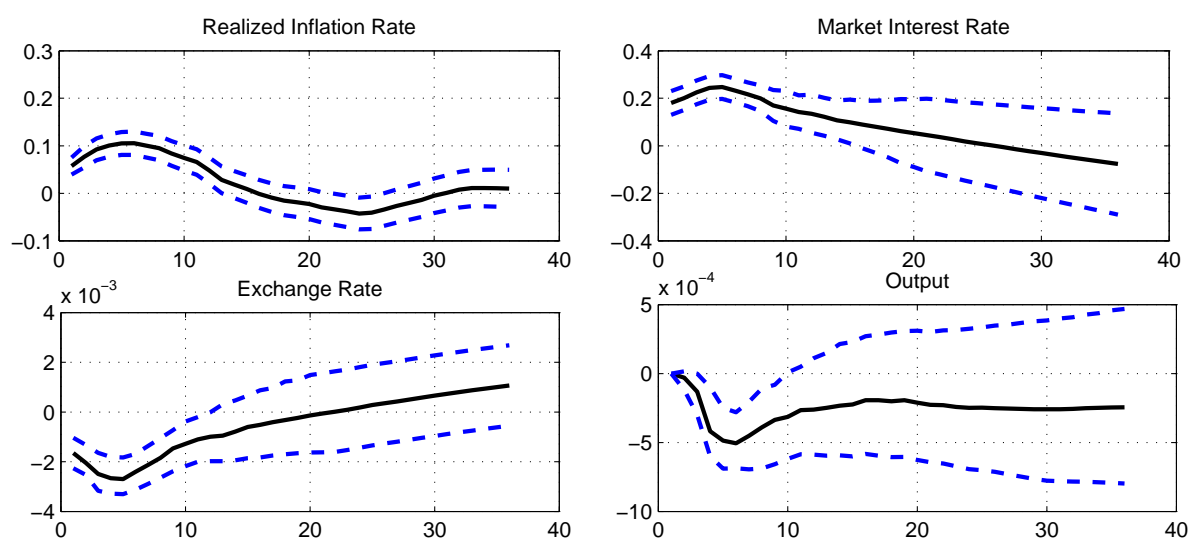 Realized Inflation Rate
0.3
0.2
0.1
0
−0.1
0 10 20 30 40
Market Interest Rate
0.4
0.2
0
−0.2
−0.4
0 10 20 30 40
x 10−3
Exchange Rate
4
2
0
−2
−4
0 10 20 30 40
x 10−4
Output
5
0
−5
−10
0 10 20 30 40